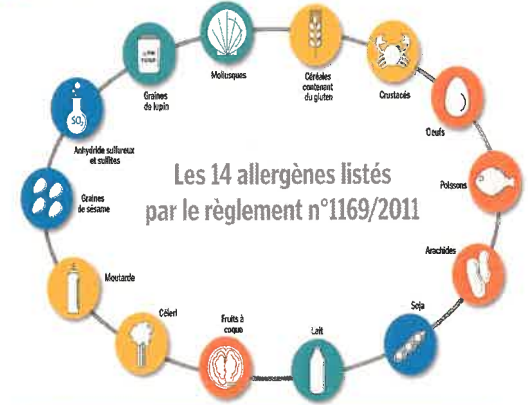 Les 14 allergènes listés
par le règlement n°1169/2011
Mollusques
Céréales
contenant
du gluten
Crustacés
Oeufs
Poissons
Arachides
Soja
Lait
Fruits à
coque
Céleri
Moutarde
Graines
de sésame
SO2
Anhydride sulfureux
et sulfites
Graines
de lupin